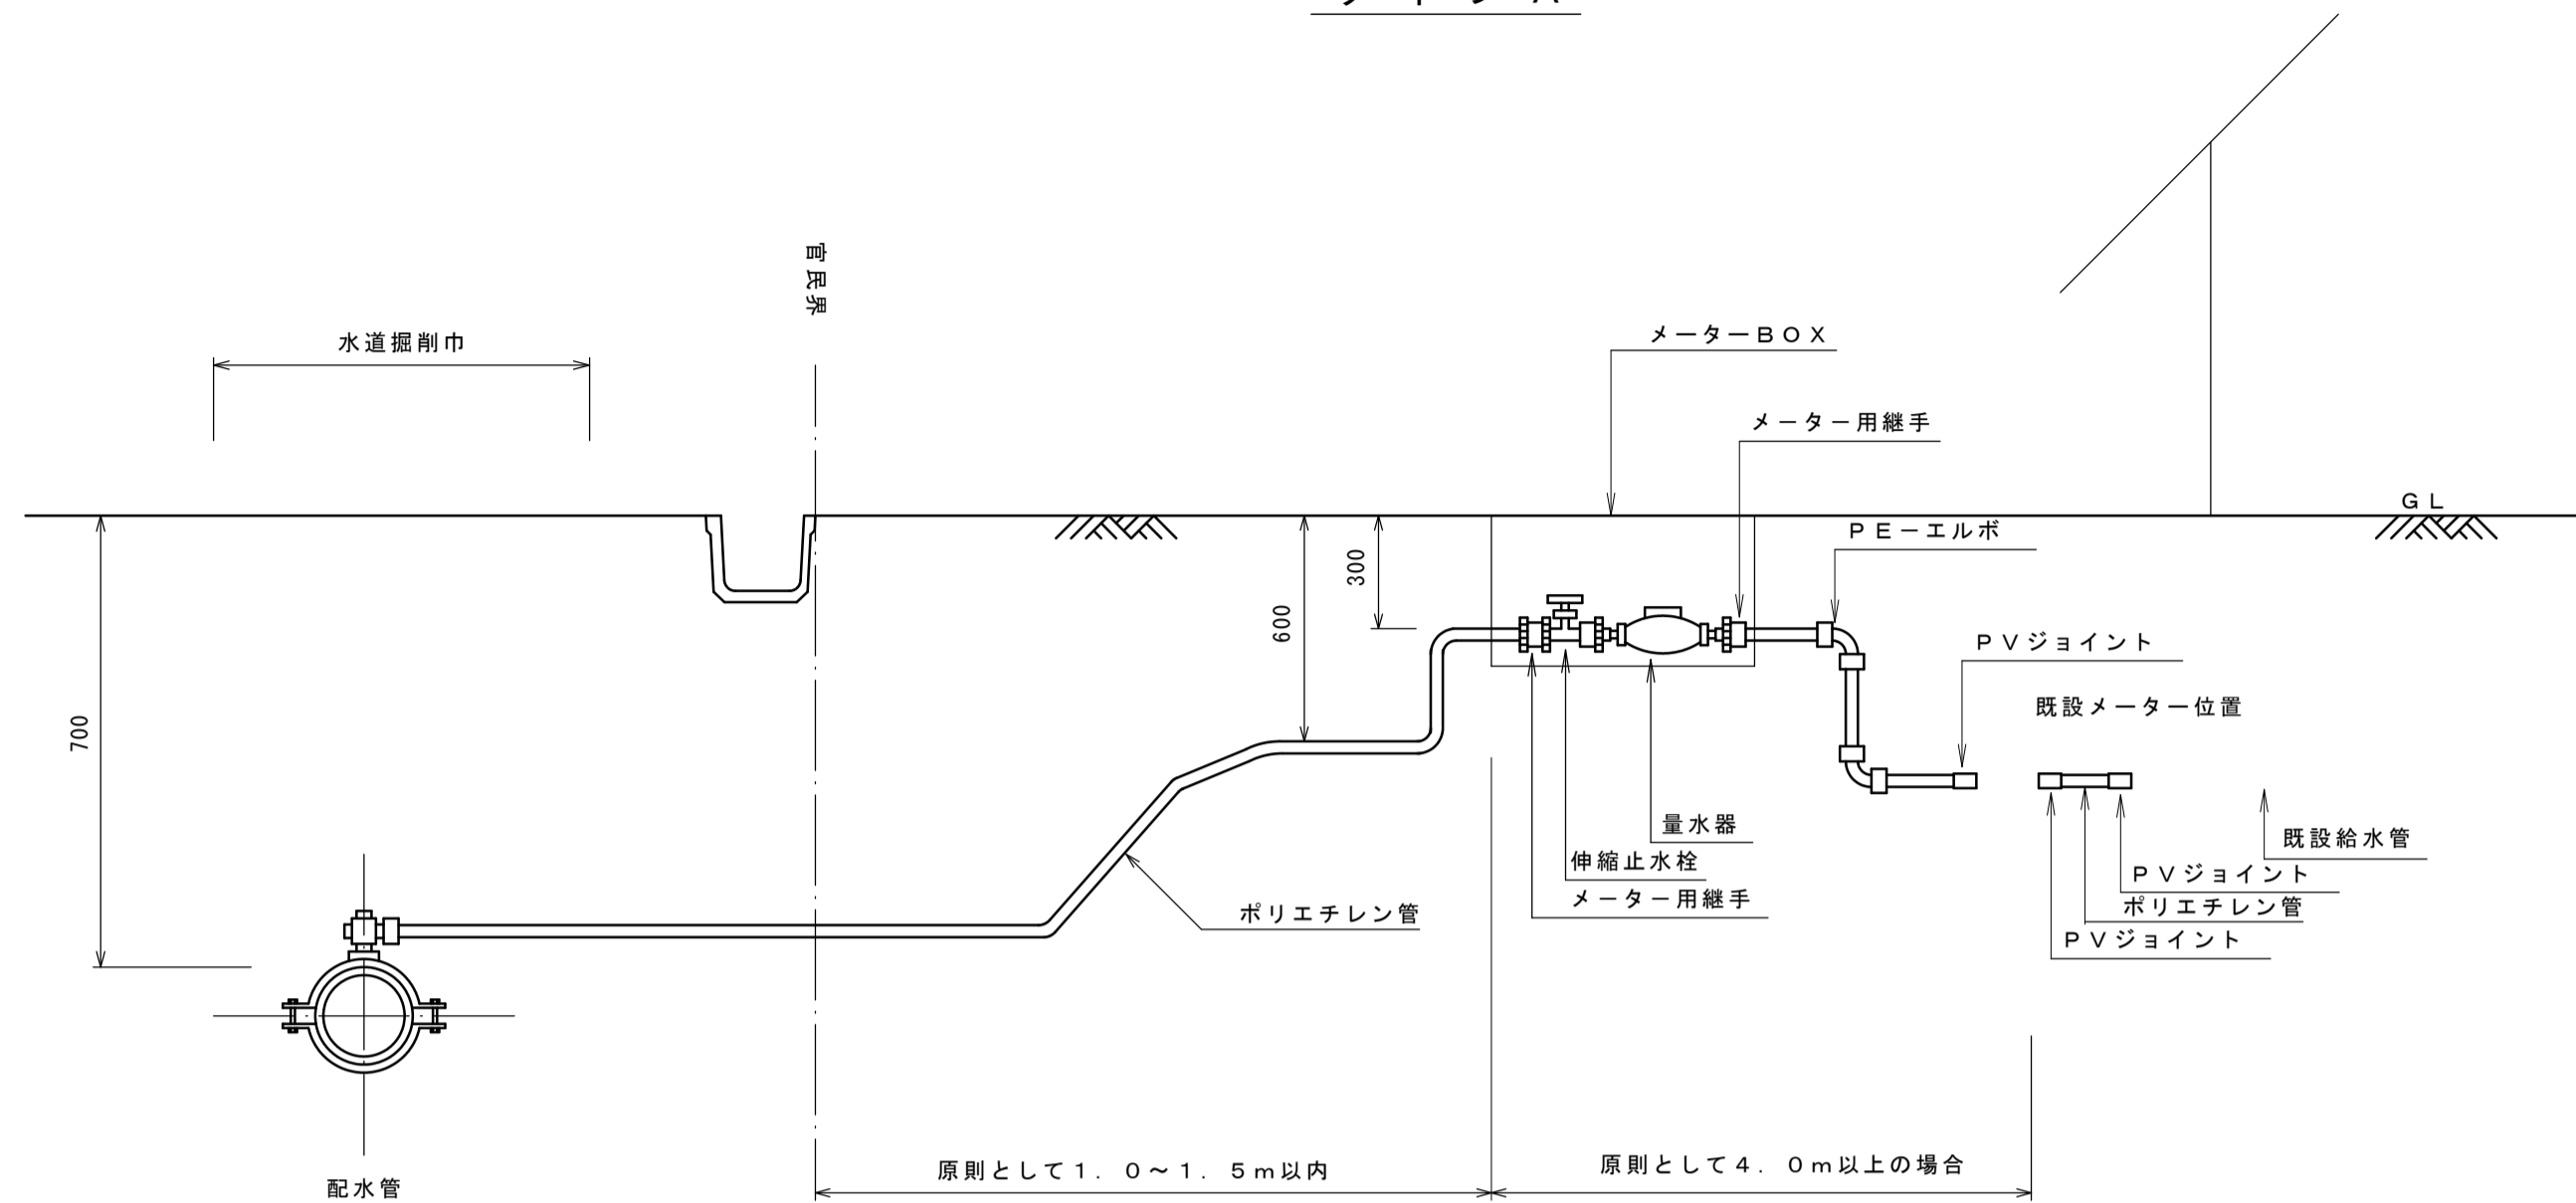 官民界
水道掘削巾
メーターBOX
メーター用継手
GL
PE－エルボ
300
600
PVジョイント
700
既設メーター位置
量水器
既設給水管
伸縮止水栓
PVジョイント
メーター用継手
ポリエチレン管
ポリエチレン管
PVジョイント
原則として1.0～1.5m以内
原則として4.0m以上の場合
配水管